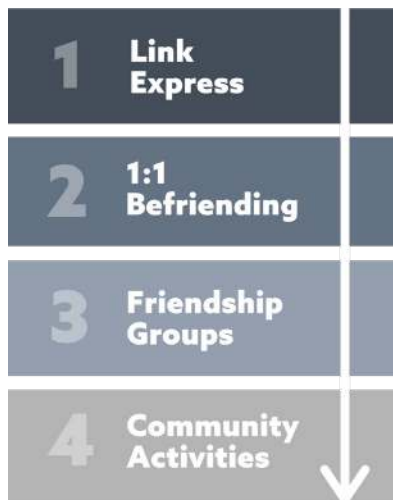 1
Link
Express
2
1:1
Befriending
3
Friendship
Groups
4
Community
Activities